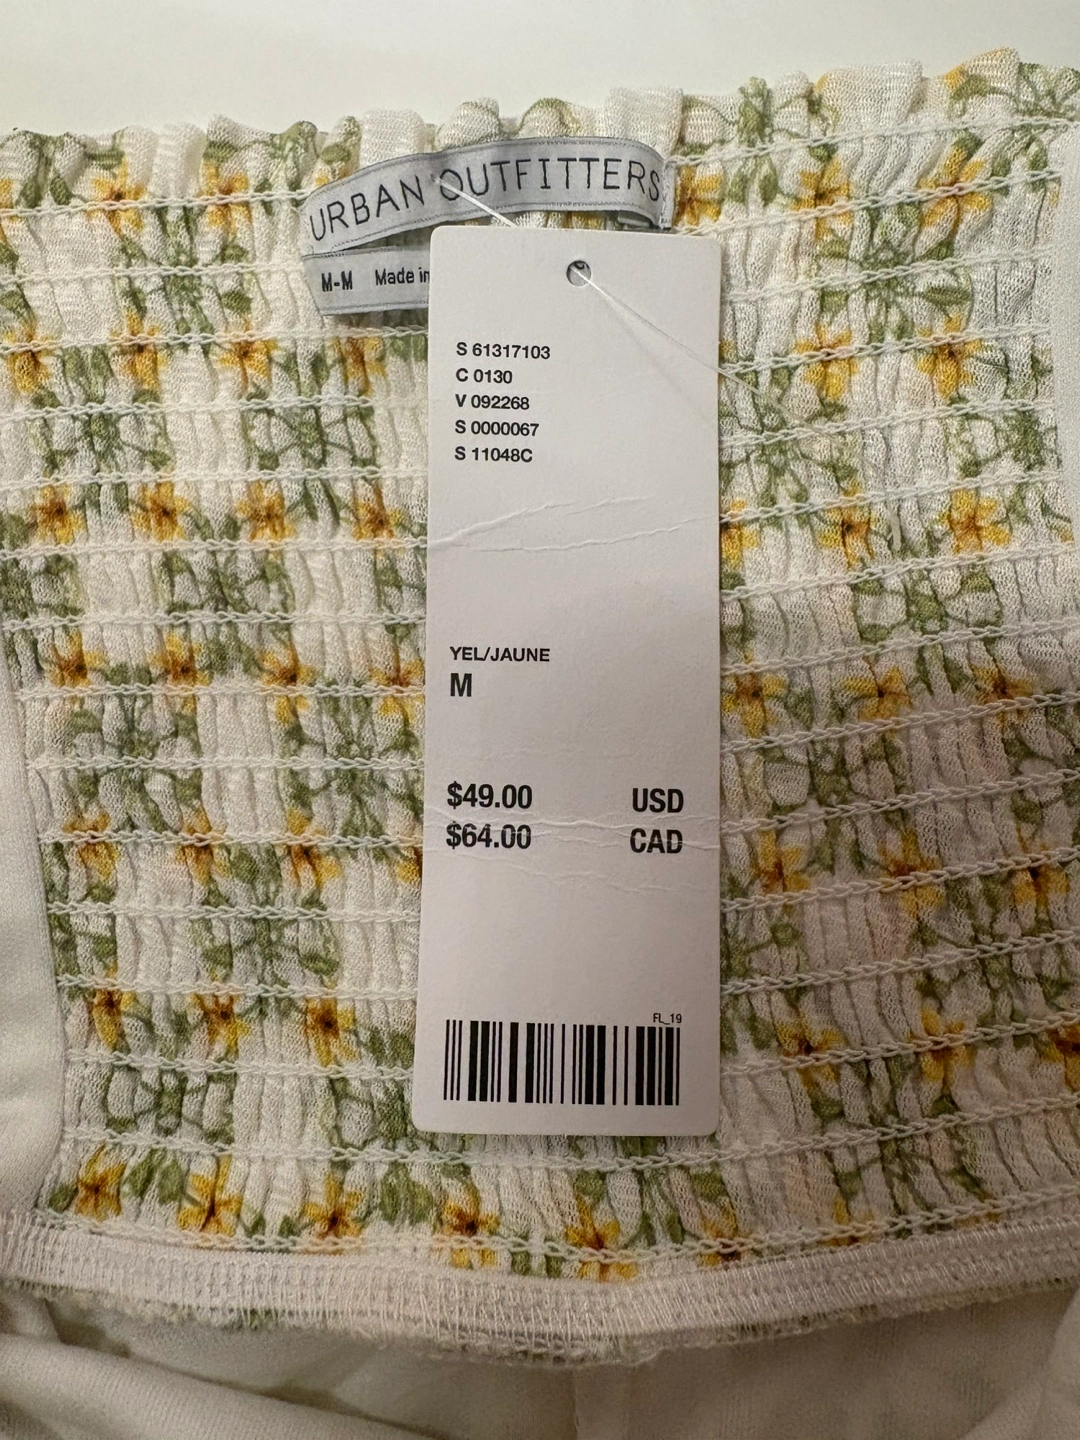 URBAN OUTFITTERS
M-M Made in
S 61317103
C 0130
V 092268
S 0000067
S 11048C
YEL/JAUNE
M
$49.00 USD
$64.00 CAD
FL_19